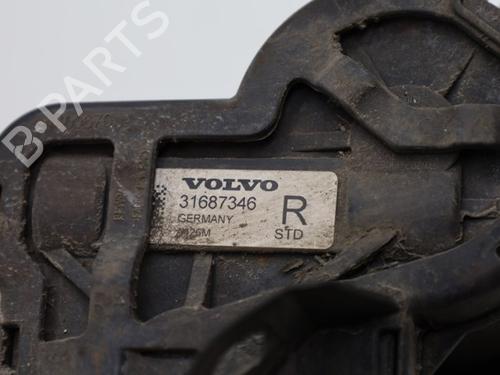 B-PARTS
VOLVO
31687346 R
GERMANY
STD